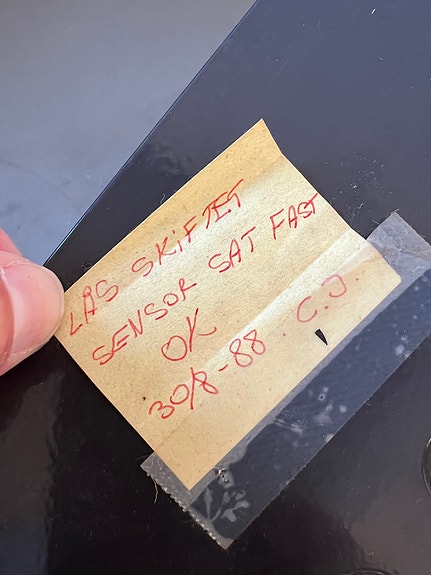 LÅS SKiFTET
SENSOR SAT FAST
OK
30/8-88. C.J.